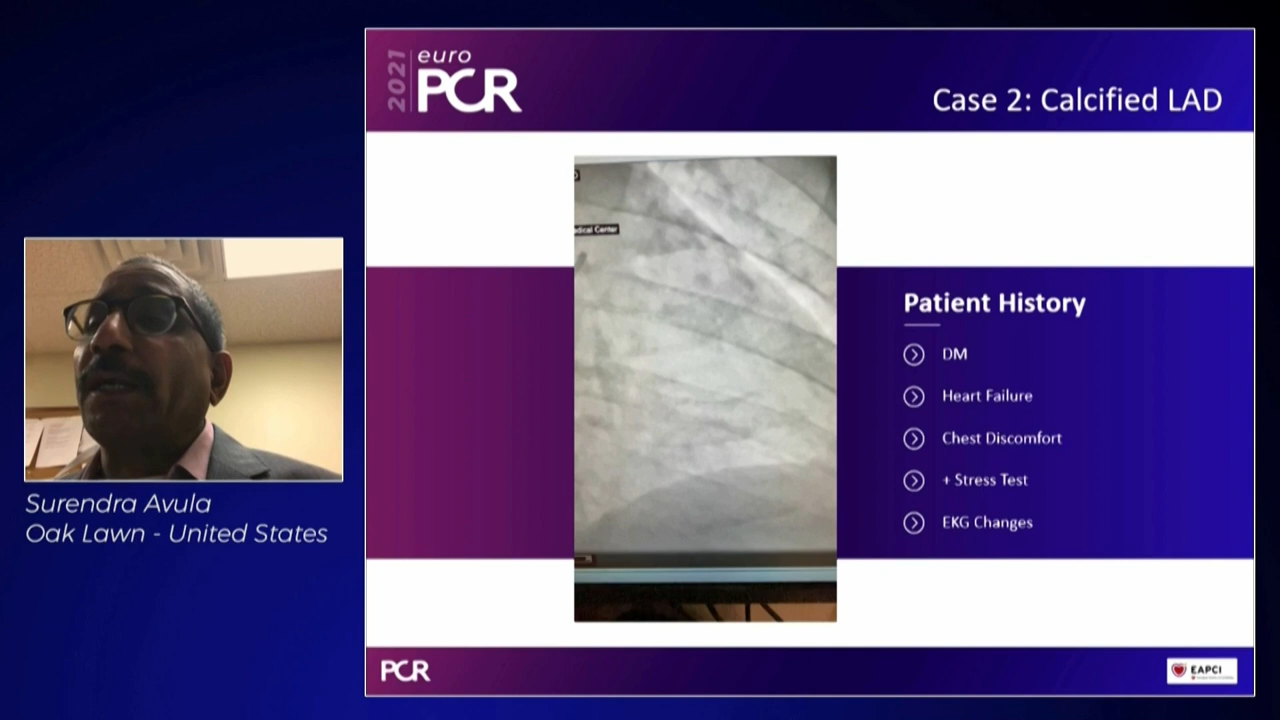 2021
euro
PCR
Case 2: Calcified LAD
dical Center
Patient History
DM
Heart Failure
Chest Discomfort
+ Stress Test
EKG Changes
Surendra Avula
Oak Lawn - United States
PCR
EAPCI